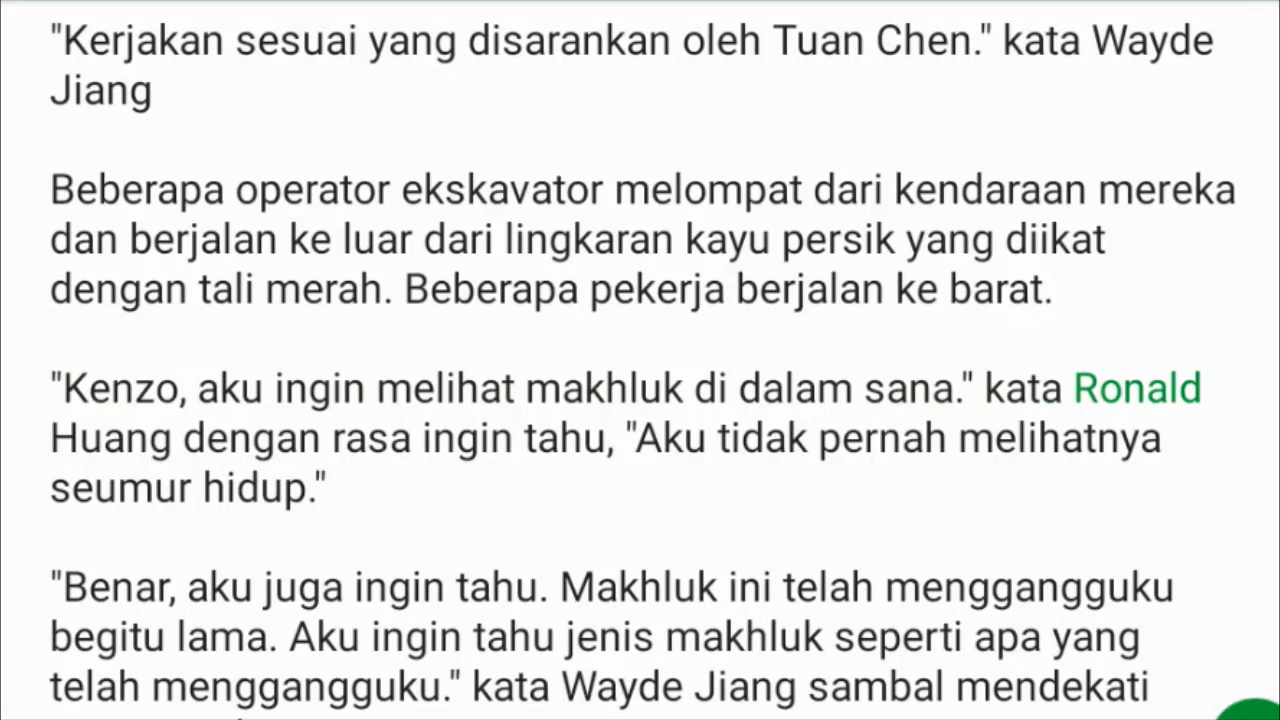 "Kerjakan sesuai yang disarankan oleh Tuan Chen." kata Wayde
Jiang
Beberapa operator ekskavator melompat dari kendaraan mereka
dan berjalan ke luar dari lingkaran kayu persik yang diikat
dengan tali merah. Beberapa pekerja berjalan ke barat.
"Kenzo, aku ingin melihat makhluk di dalam sana." kata Ronald
Huang dengan rasa ingin tahu, "Aku tidak pernah melihatnya
seumur hidup."
"Benar, aku juga ingin tahu. Makhluk ini telah menggangguku
begitu lama. Aku ingin tahu jenis makhluk seperti apa yang
telah menggangguku." kata Wayde Jiang sambal mendekati